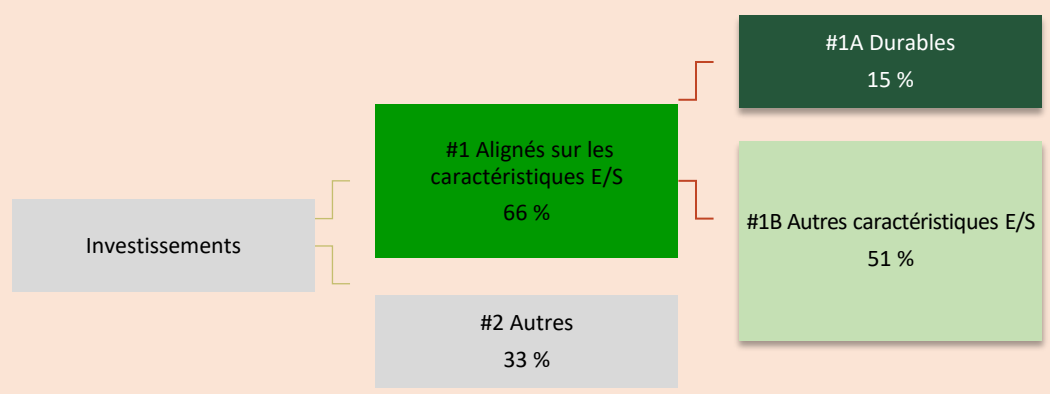 Investissements
#1 Alignés sur les
caractéristiques E/S
66 %
#2 Autres
33 %
#1A Durables
15 %
#1B Autres caractéristiques E/S
51 %